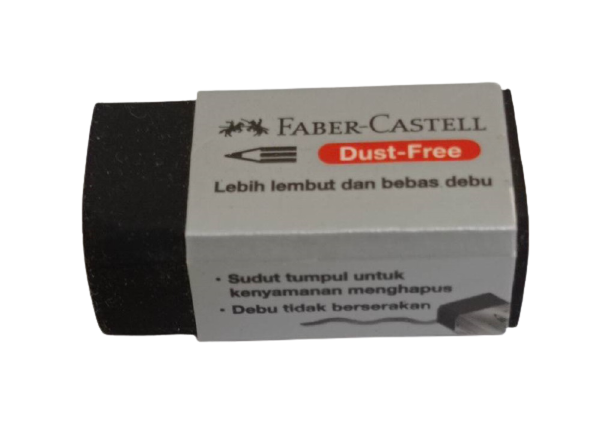 FABER-CASTELL
Dust-Free
Lebih lembut dan bebas debu
• Sudut tumpul untuk
kenyamanan menghapus
• Debu tidak berserakan